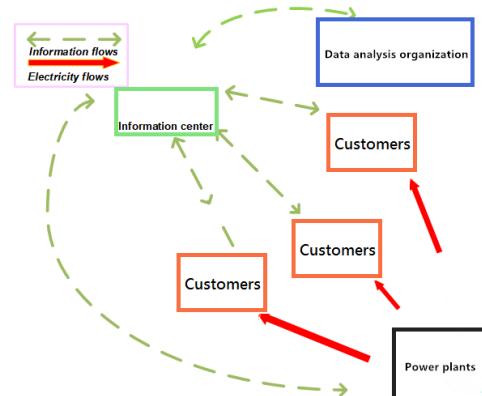 Information flows
Electricity flows
Data analysis organization
Information center
Customers
Customers
Customers
Power plants